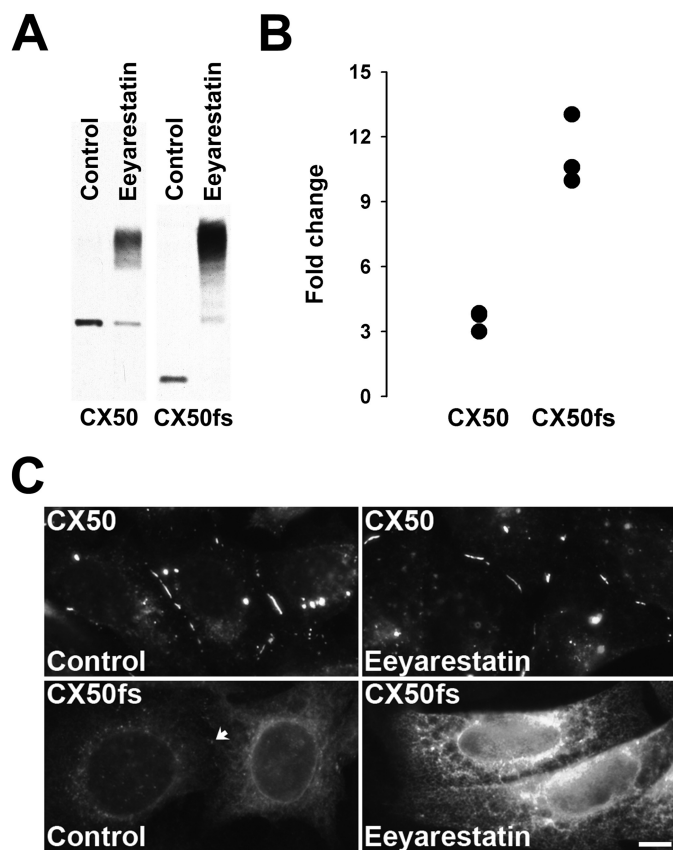 A
Control
Eeyarestatin
Control
Eeyarestatin
CX50 CX50fs
B
Fold change
15
12
9
6
3
0
CX50 CX50fs
C
CX50
Control
CX50
Eeyarestatin
CX50fs
Control
CX50fs
Eeyarestatin